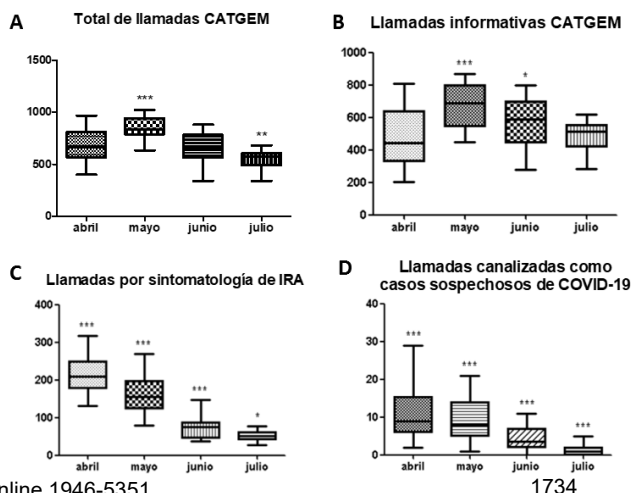 A
Total de llamadas CATGEM
1500
1000
500
0
***
**
abril mayo junio julio
B
Llamadas informativas CATGEM
1000
800
600
400
200
0
***
*
abril mayo junio julio
C
Llamadas por sintomatología de IRA
400
300
200
100
0
***
***
***
*
abril mayo junio julio
D
Llamadas canalizadas como
casos sospechosos de COVID-19
40
30
20
10
0
***
***
***
***
abril mayo junio julio
nline 1946-5351
1734